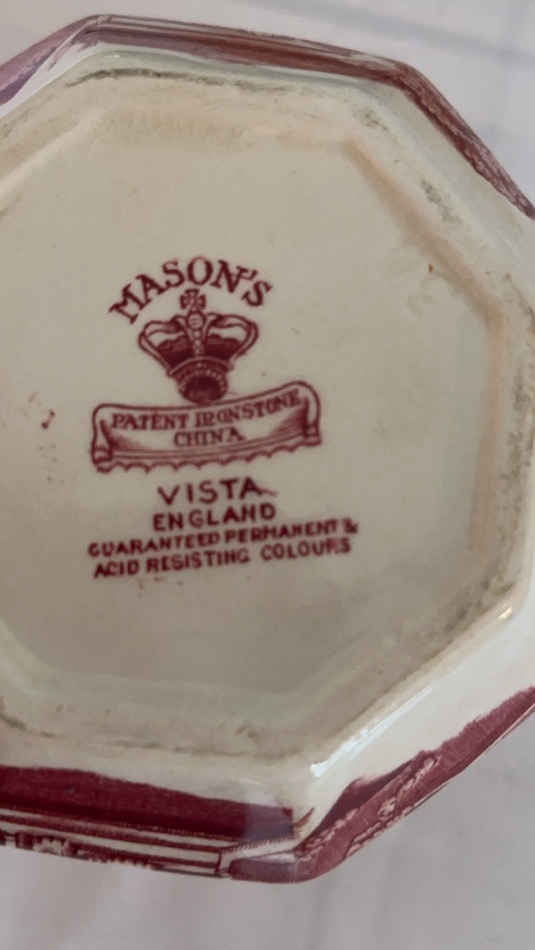 MASON'S
PATENT IRONSTONE
CHINA
VISTA
ENGLAND
GUARANTEED PERMANENT &
ACID RESISTING COLOURS